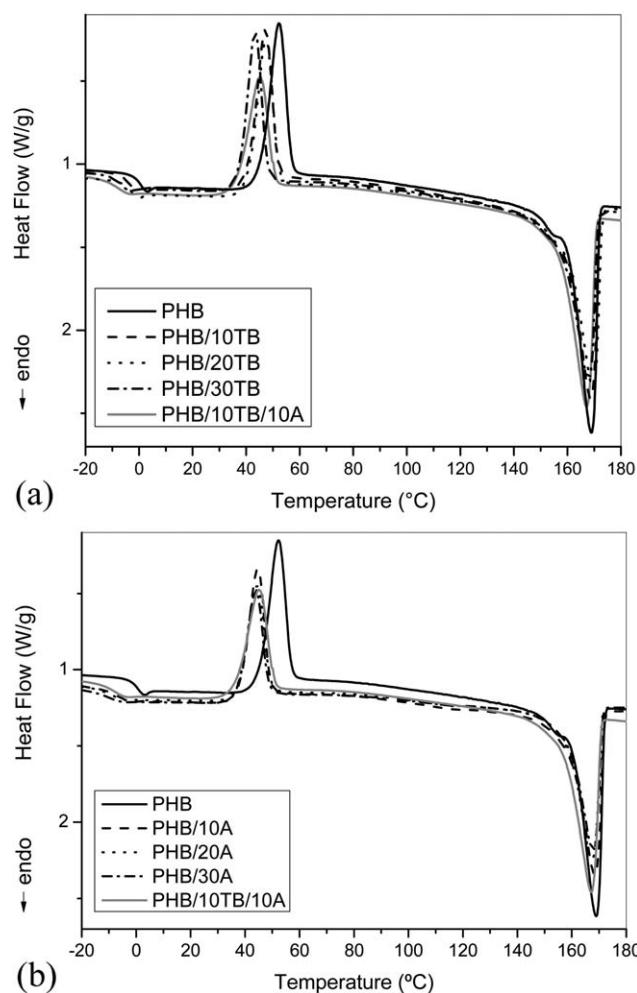 Heat Flow (W/g)
← endo
1
2
PHB
PHB/10TB
PHB/20TB
PHB/30TB
PHB/10TB/10A
-20 0 20 40 60 80 100 120 140 160 180
Temperature (°C)
(a)
Heat Flow (W/g)
← endo
1
2
PHB
PHB/10A
PHB/20A
PHB/30A
PHB/10TB/10A
-20 0 20 40 60 80 100 120 140 160 180
Temperature (ºC)
(b)